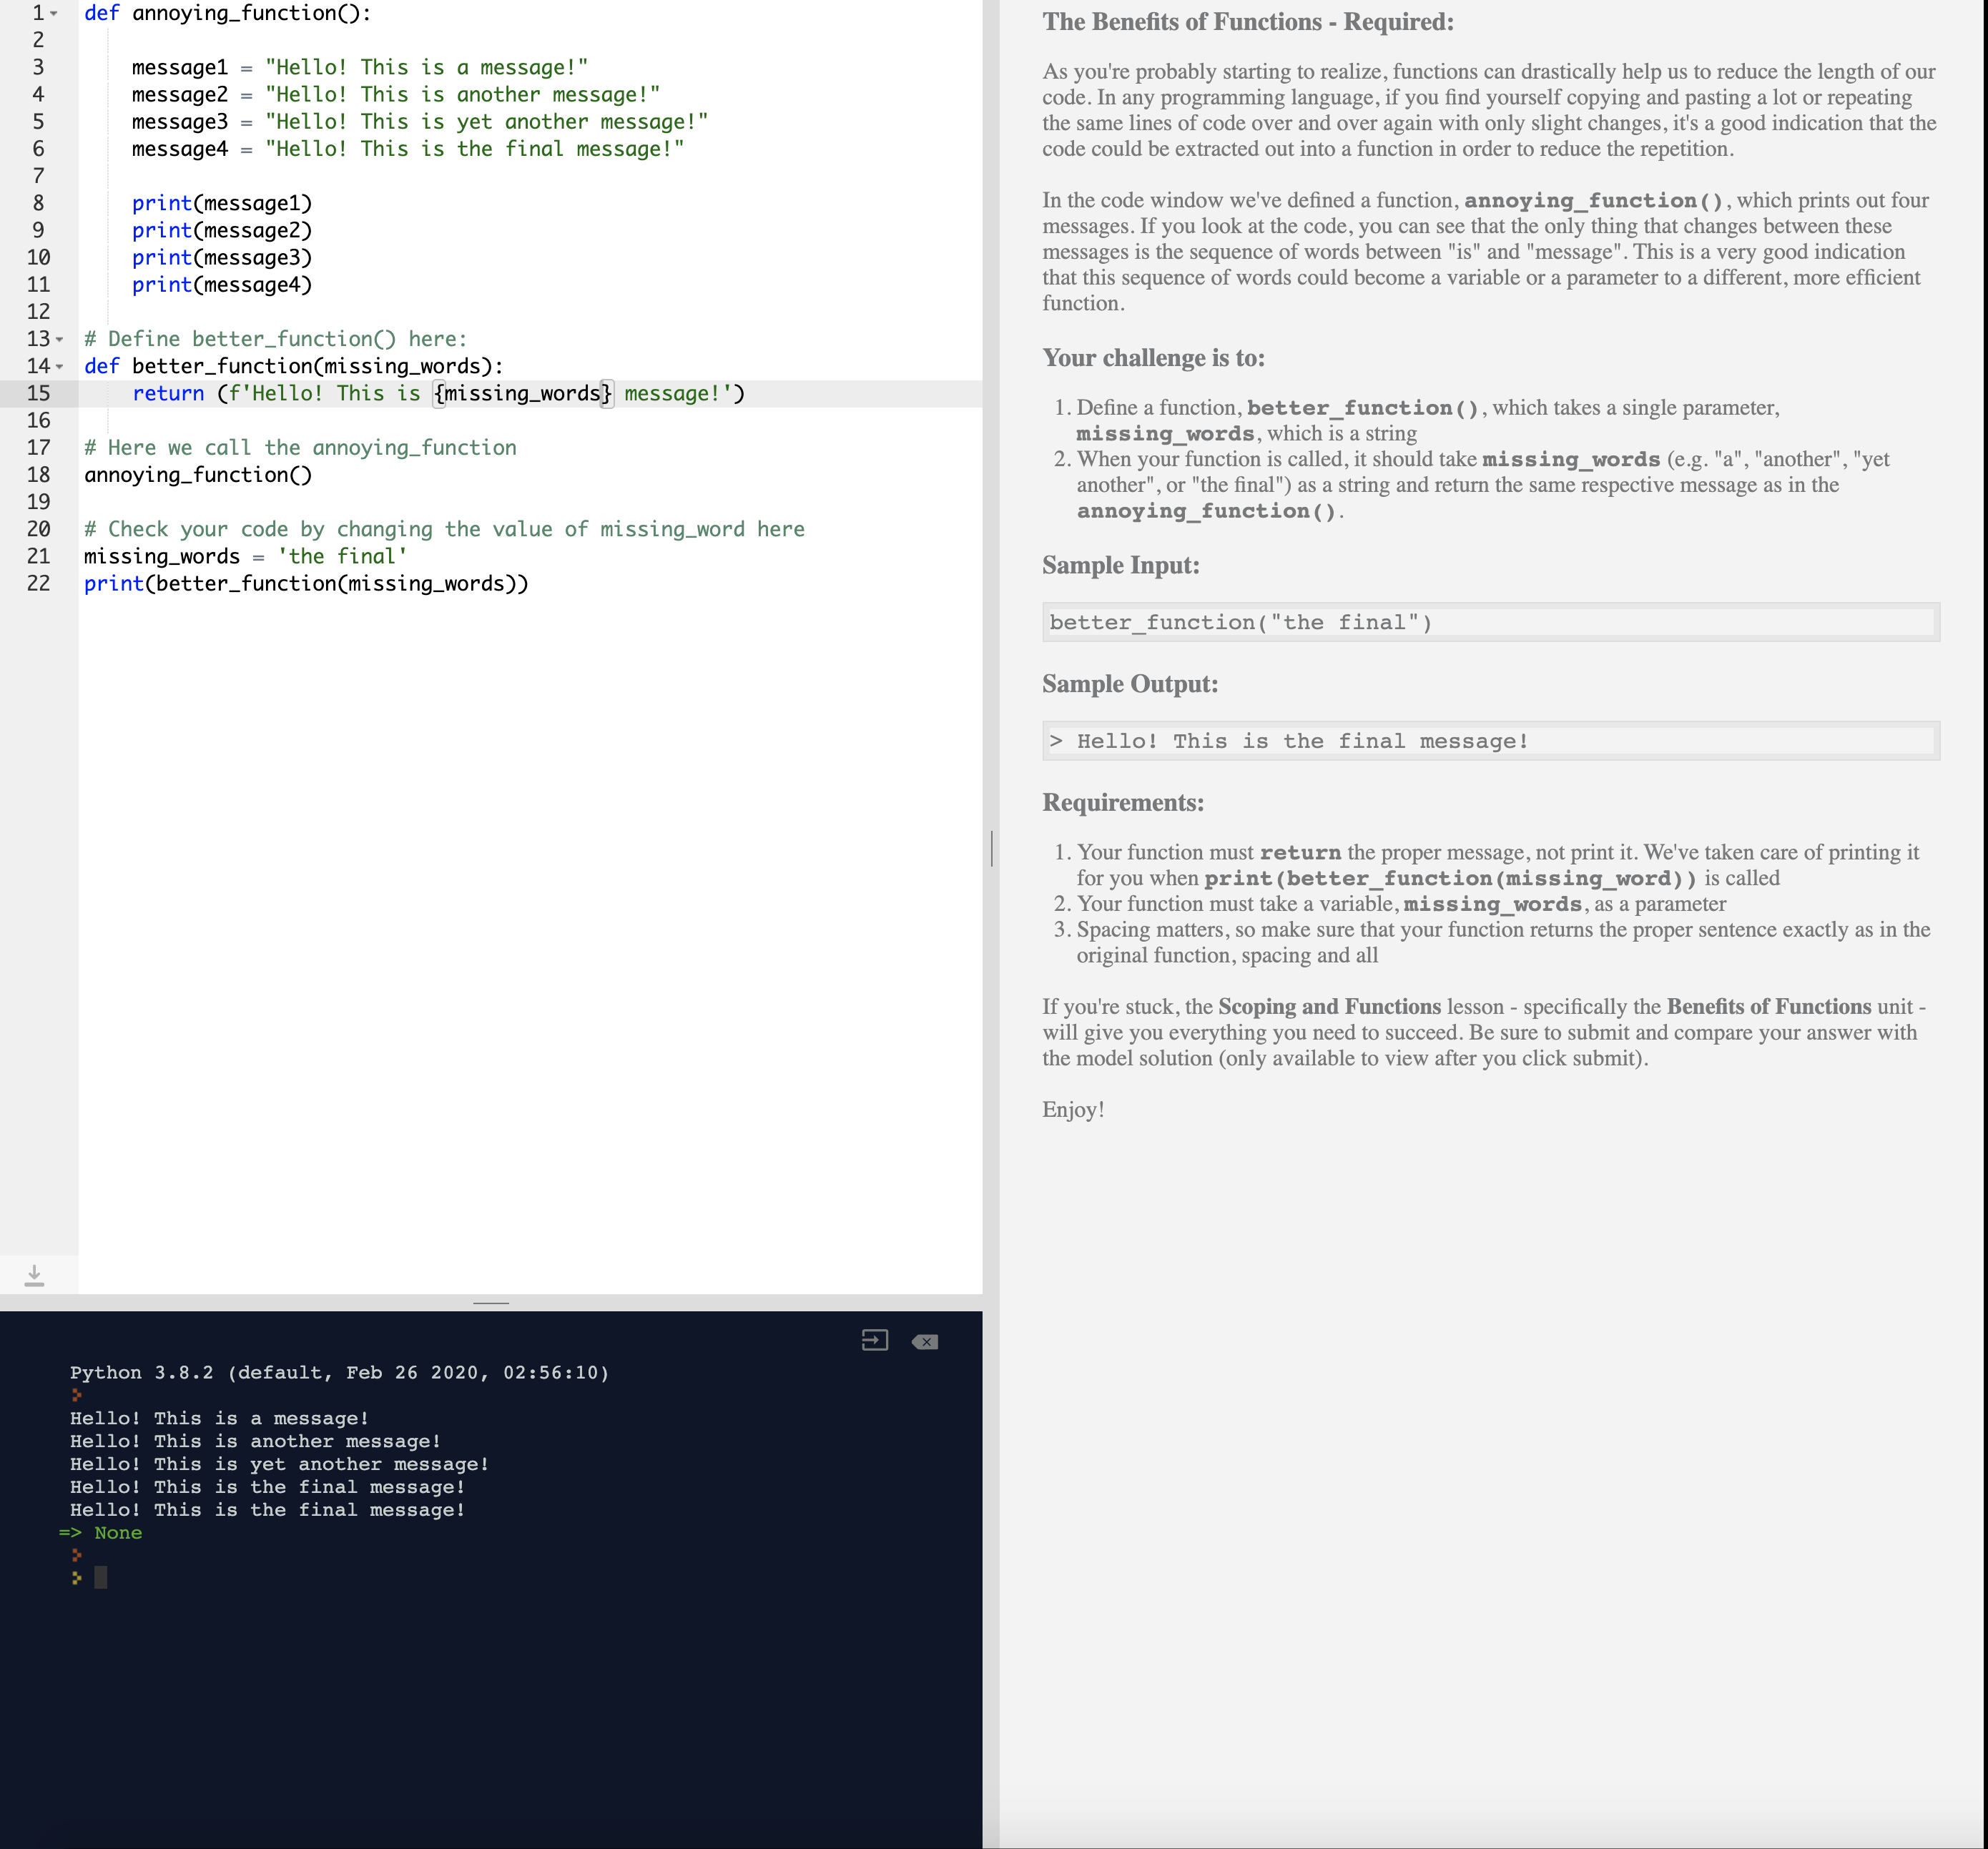 1 def annoying_function():
2
3 message1 = "Hello! This is a message!"
4 message2 = "Hello! This is another message!"
5 message3 = "Hello! This is yet another message!"
6 message4 = "Hello! This is the final message!"
7
8 print(message1)
9 print(message2)
10 print(message3)
11 print(message4)
12
13 # Define better_function() here:
14 def better_function(missing_words):
15 return (f'Hello! This is {missing_words} message!')
16
17 # Here we call the annoying_function
18 annoying_function()
19
20 # Check your code by changing the value of missing_word here
21 missing_words = 'the final'
22 print(better_function(missing_words))
Python 3.8.2 (default, Feb 26 2020, 02:56:10)
Hello! This is a message!
Hello! This is another message!
Hello! This is yet another message!
Hello! This is the final message!
Hello! This is the final message!
=> None
The Benefits of Functions - Required:
As you're probably starting to realize, functions can drastically help us to reduce the length of our
code. In any programming language, if you find yourself copying and pasting a lot or repeating
the same lines of code over and over again with only slight changes, it's a good indication that the
code could be extracted out into a function in order to reduce the repetition.
In the code window we've defined a function, annoying_function(), which prints out four
messages. If you look at the code, you can see that the only thing that changes between these
messages is the sequence of words between "is" and "message". This is a very good indication
that this sequence of words could become a variable or a parameter to a different, more efficient
function.
Your challenge is to:
1. Define a function, better_function(), which takes a single parameter,
missing_words, which is a string
2. When your function is called, it should take missing_words (e.g. "a", "another", "yet
another", or "the final") as a string and return the same respective message as in the
annoying_function().
Sample Input:
better_function("the final")
Sample Output:
> Hello! This is the final message!
Requirements:
1. Your function must return the proper message, not print it. We've taken care of printing it
for you when print(better_function(missing_word)) is called
2. Your function must take a variable, missing_words, as a parameter
3. Spacing matters, so make sure that your function returns the proper sentence exactly as in the
original function, spacing and all
If you're stuck, the Scoping and Functions lesson - specifically the Benefits of Functions unit -
will give you everything you need to succeed. Be sure to submit and compare your answer with
the model solution (only available to view after you click submit).
Enjoy!